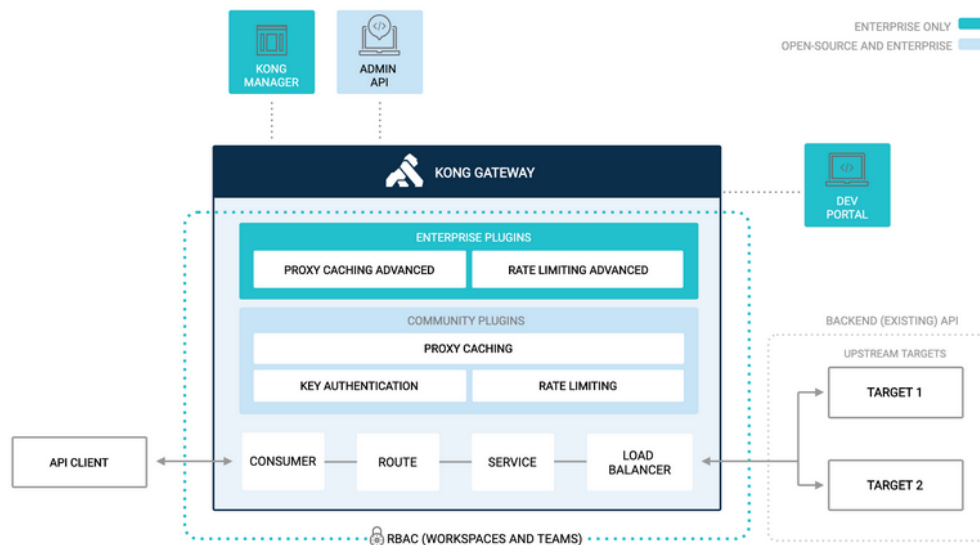 ENTERPRISE ONLY
OPEN-SOURCE AND ENTERPRISE
KONG
MANAGER
ADMIN
API
KONG GATEWAY
DEV
PORTAL
ENTERPRISE PLUGINS
PROXY CACHING ADVANCED
RATE LIMITING ADVANCED
COMMUNITY PLUGINS
PROXY CACHING
KEY AUTHENTICATION
RATE LIMITING
BACKEND (EXISTING) API
UPSTREAM TARGETS
TARGET 1
TARGET 2
API CLIENT
CONSUMER
ROUTE
SERVICE
LOAD
BALANCER
RBAC (WORKSPACES AND TEAMS)